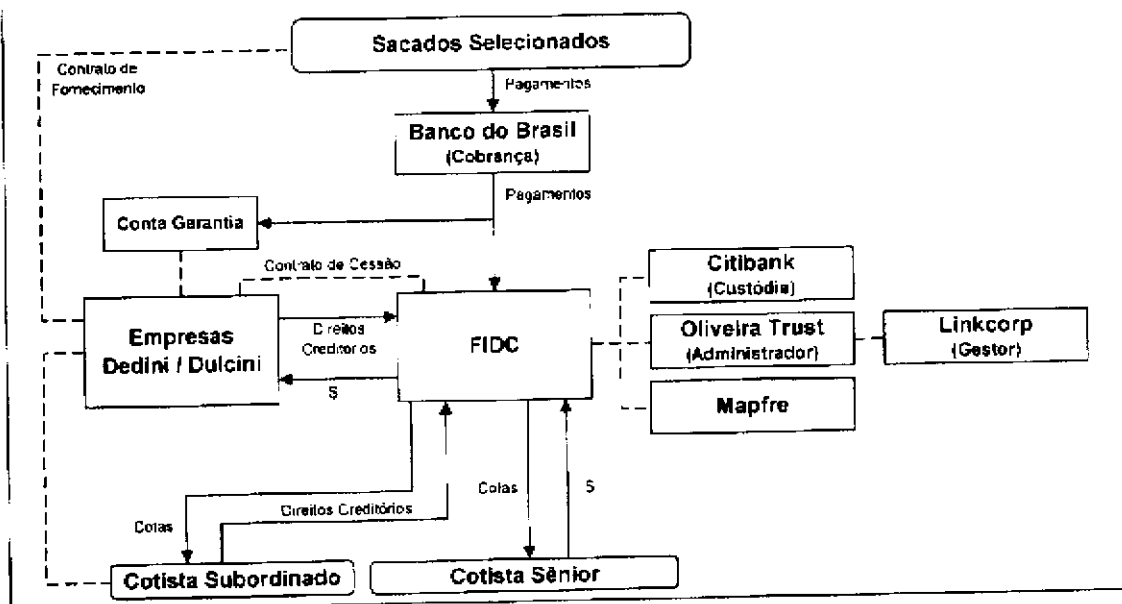 Sacados Selecionados
Contrato de
Fornecimento
Pagamentos
Banco do Brasil
(Cobrança)
Pagamentos
Conta Garantia
Contrato de Cessão
Citibank
(Custódia)
Empresas
Dedini / Dulcini
Direitos
Creditórios
FIDC
Oliveira Trust
(Administrador)
Linkcorp
(Gestor)
S
Mapfre
Cotas
Direitos Creditórios
Cotas
S
Cotista Subordinado
Cotista Sênior